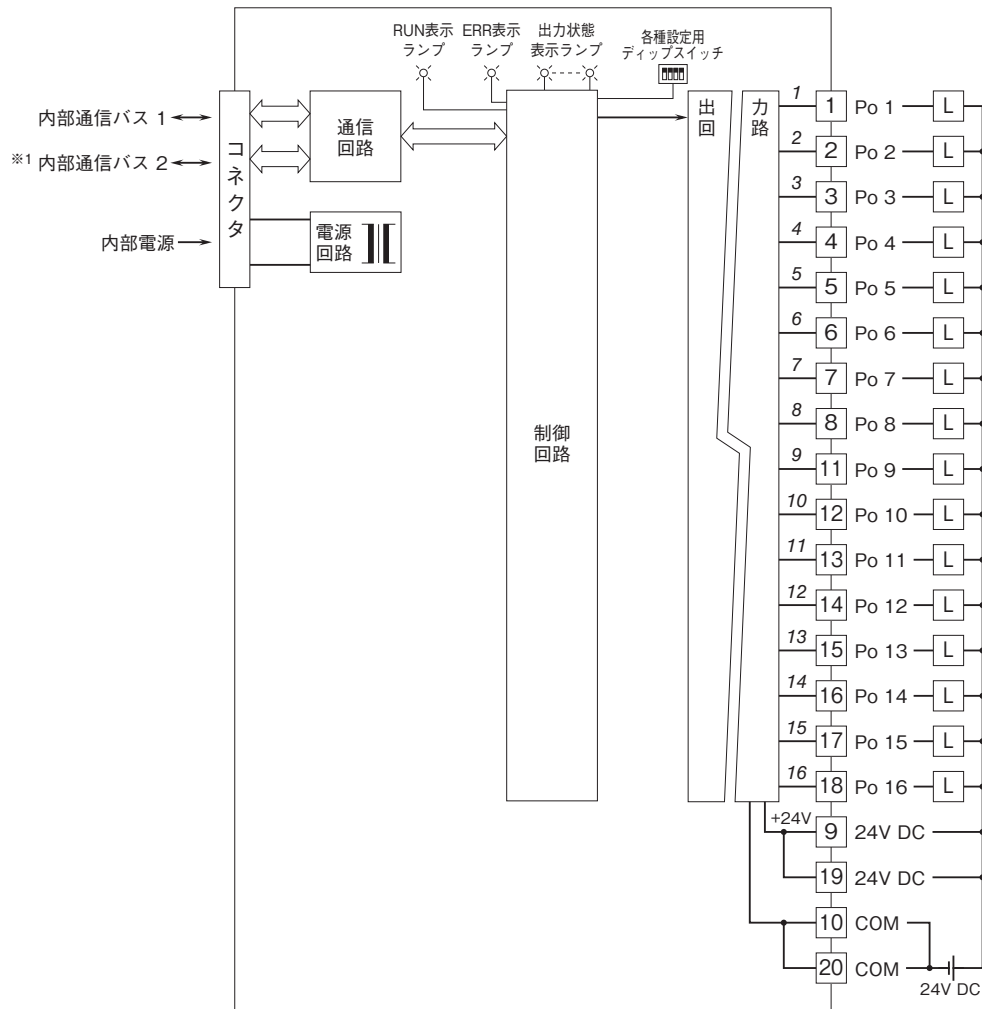 RUN表示
ランプ
ERR表示
ランプ
出力状態
表示ランプ
各種設定用
ディップスイッチ
内部通信バス 1
※1 内部通信バス 2
内部電源
コネクタ
通信
回路
電源
回路
制御
回路
出力
回路
1 1 Po 1 L
2 2 Po 2 L
3 3 Po 3 L
4 4 Po 4 L
5 5 Po 5 L
6 6 Po 6 L
7 7 Po 7 L
8 8 Po 8 L
9 11 Po 9 L
10 12 Po 10 L
11 13 Po 11 L
12 14 Po 12 L
13 15 Po 13 L
14 16 Po 14 L
15 17 Po 15 L
16 18 Po 16 L
+24V 9 24V DC
19 24V DC
10 COM
20 COM
24V DC